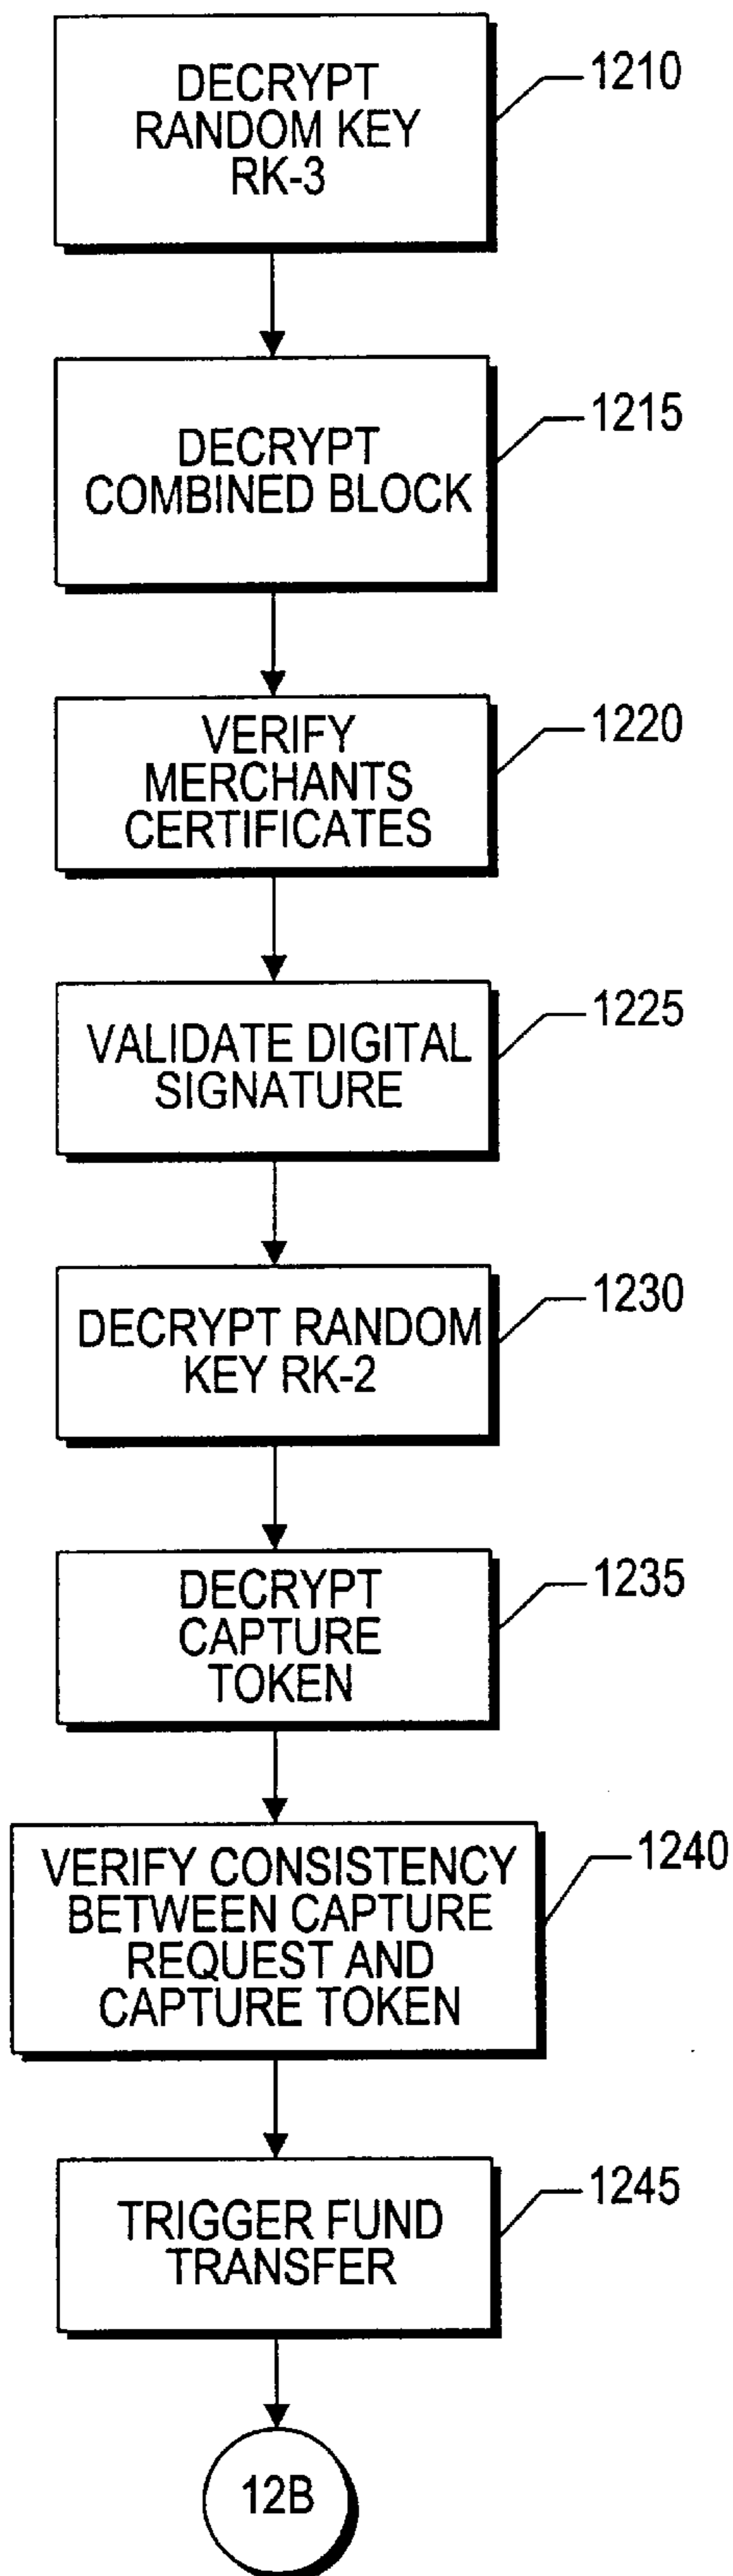 DECRYPT
RANDOM KEY
RK-3
1210
DECRYPT
COMBINED BLOCK
1215
VERIFY
MERCHANTS
CERTIFICATES
1220
VALIDATE DIGITAL
SIGNATURE
1225
DECRYPT RANDOM
KEY RK-2
1230
DECRYPT
CAPTURE
TOKEN
1235
VERIFY CONSISTENCY
BETWEEN CAPTURE
REQUEST AND
CAPTURE TOKEN
1240
TRIGGER FUND
TRANSFER
1245
12B